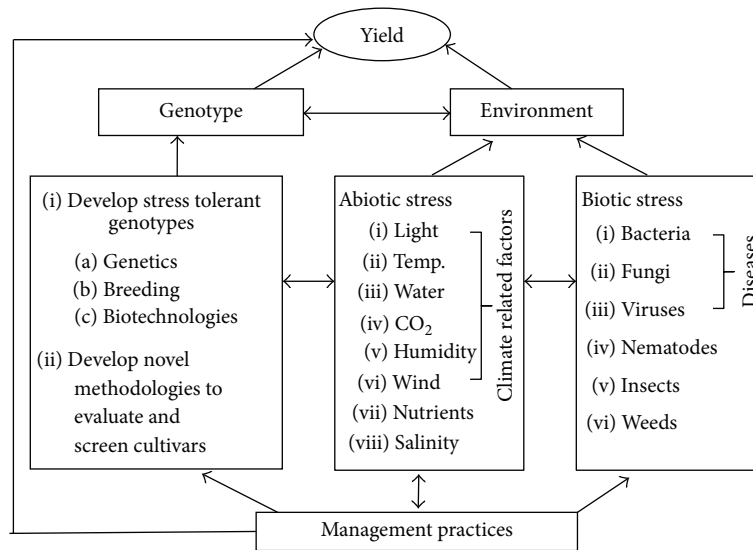 Yield
Genotype
Environment
(i) Develop stress tolerant
genotypes
(a) Genetics
(b) Breeding
(c) Biotechnologies
(ii) Develop novel
methodologies to
evaluate and
screen cultivars
Abiotic stress
(i) Light
(ii) Temp.
(iii) Water
(iv) CO₂
(v) Humidity
(vi) Wind
(vii) Nutrients
(viii) Salinity
Climate related factors
Biotic stress
(i) Bacteria
(ii) Fungi
(iii) Viruses
(iv) Nematodes
(v) Insects
(vi) Weeds
Diseases
Management practices